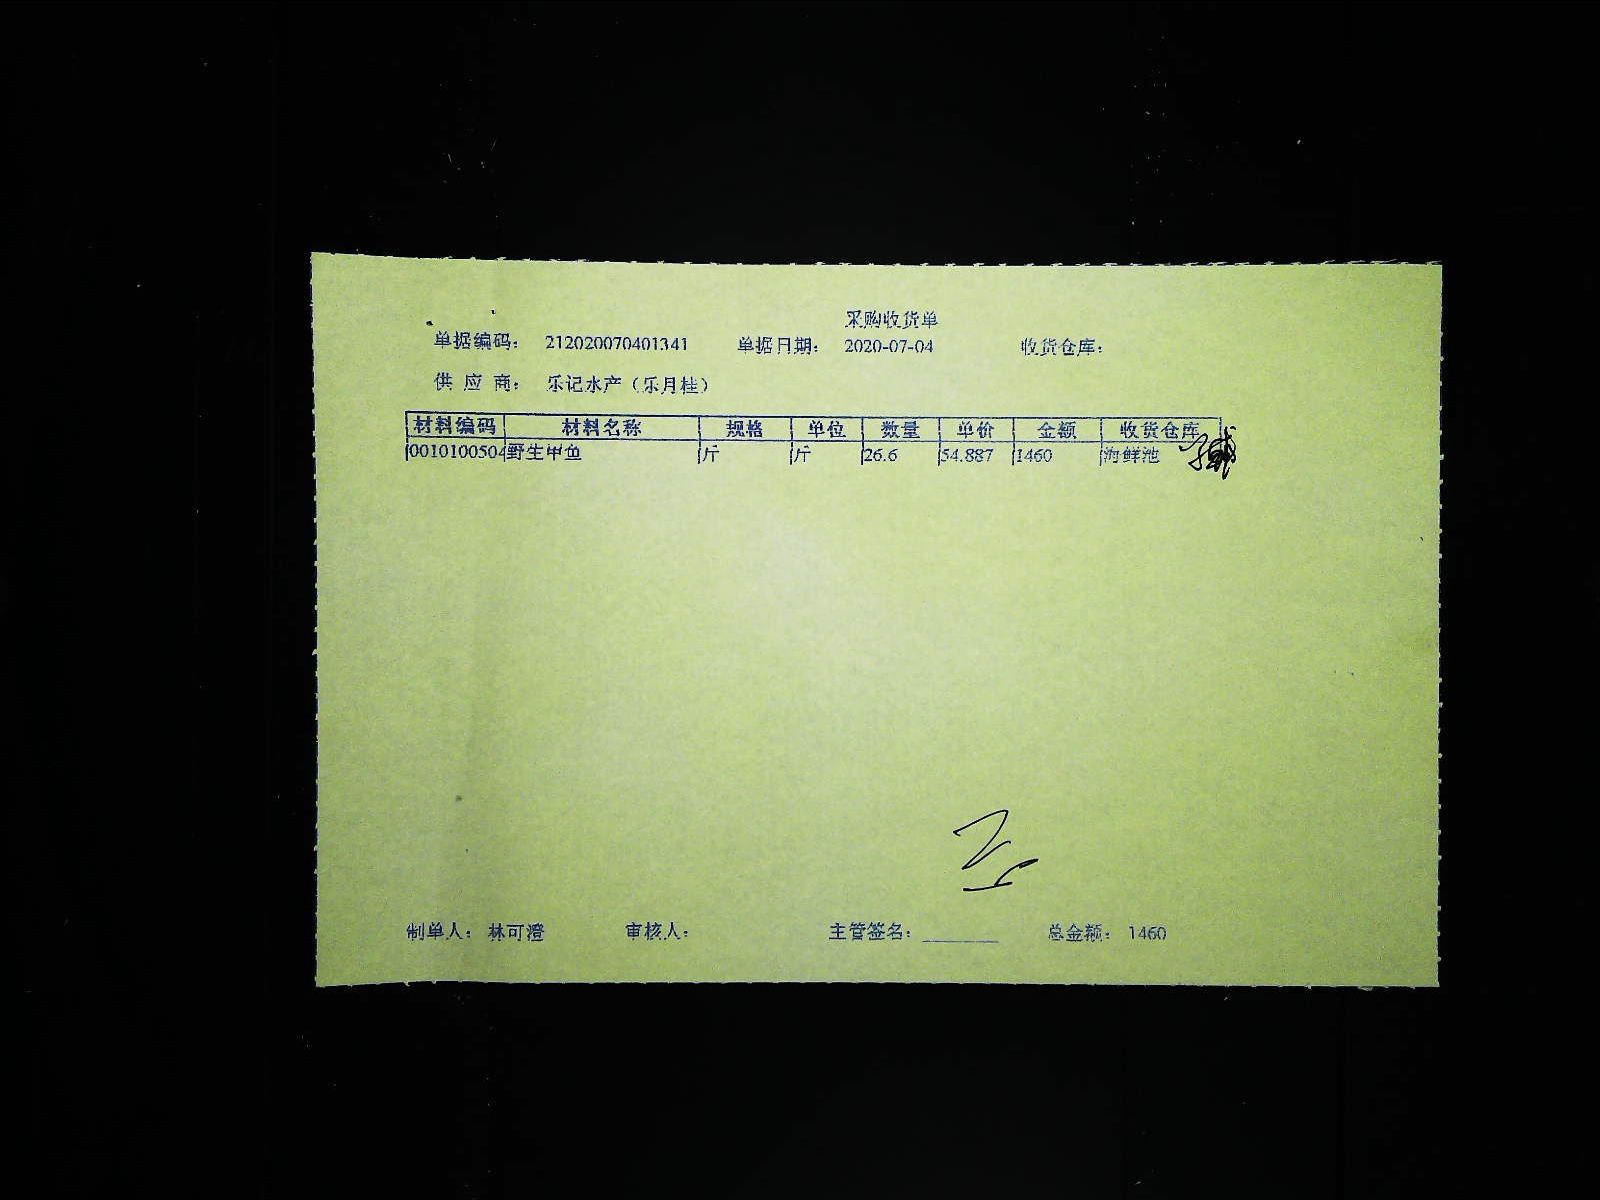 采购收货单
单据编码： 212020070401341 单据日期： 2020-07-04 收货仓库：
供 应 商： 乐记水产（乐月桂）
材料编码 材料名称 规格 单位 数量 单价 金额 收货仓库
0010100504 野生甲鱼 斤 斤 26.6 54.887 1460 海鲜池
制单人： 林可澄 审核人： 主管签名：________ 总金额： 1460